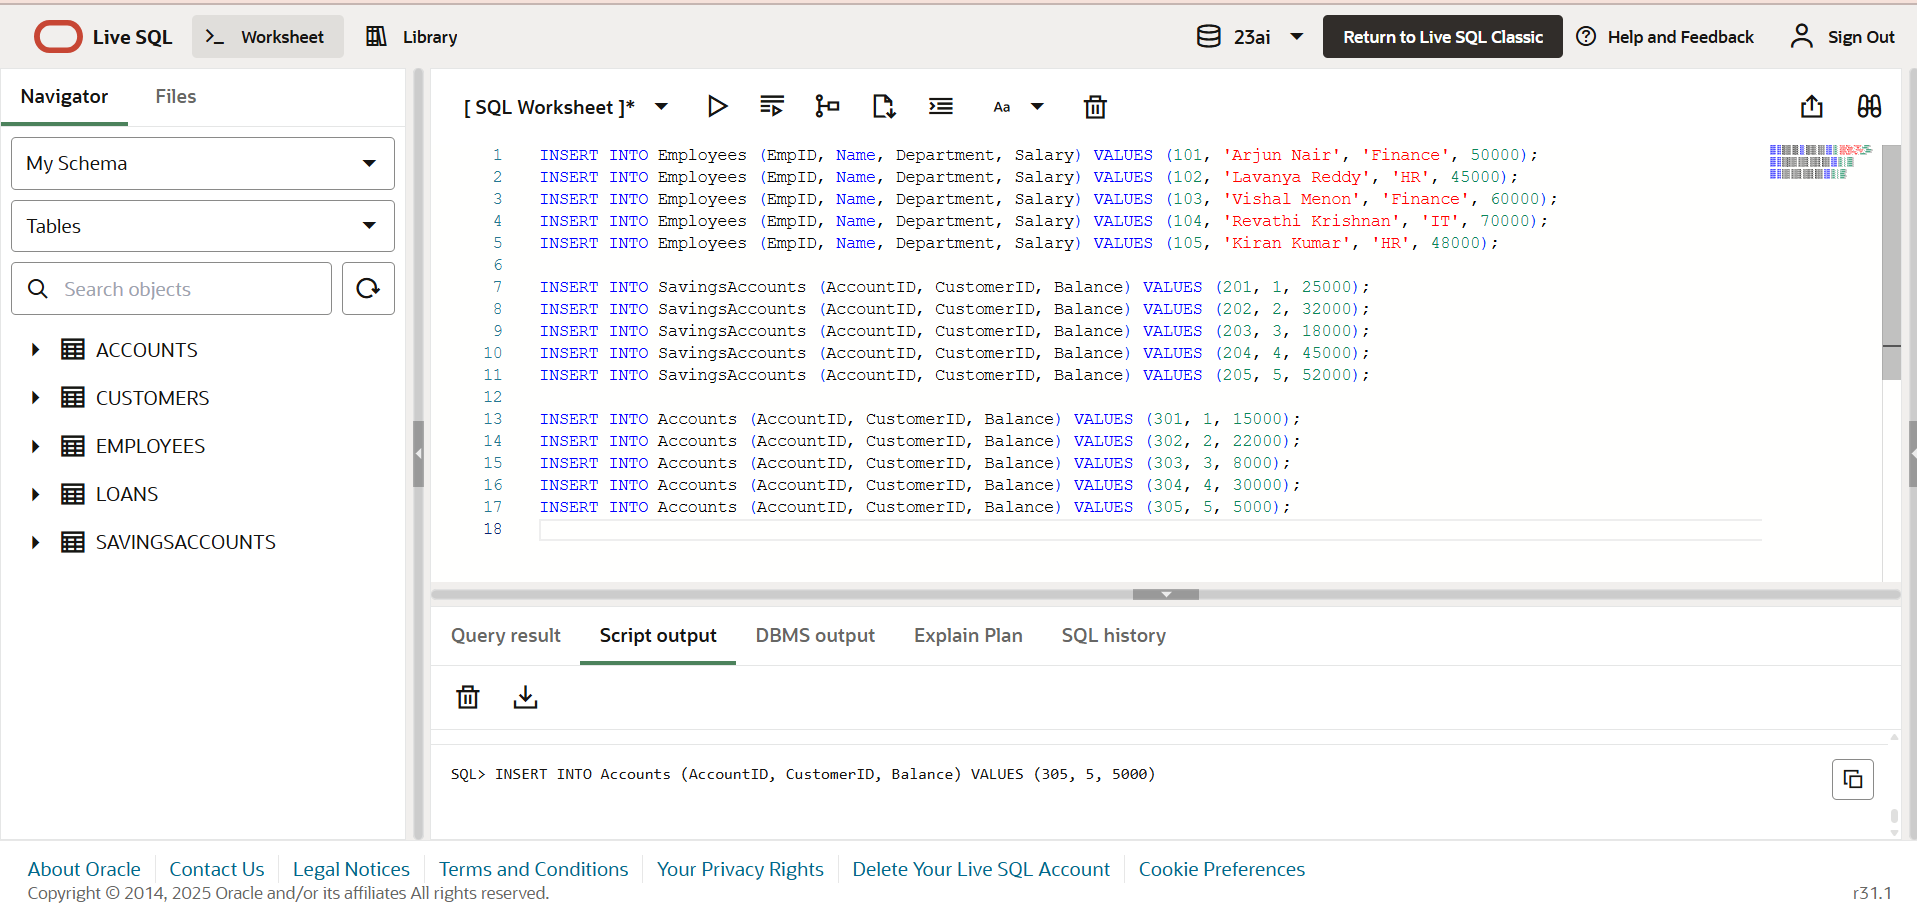 Live SQL
Worksheet
Library
23ai
Return to Live SQL Classic
Help and Feedback
Sign Out
Navigator
Files
My Schema
Tables
Search objects
ACCOUNTS
CUSTOMERS
EMPLOYEES
LOANS
SAVINGSACCOUNTS
[ SQL Worksheet ]*
Aa
1 INSERT INTO Employees (EmpID, Name, Department, Salary) VALUES (101, 'Arjun Nair', 'Finance', 50000);
2 INSERT INTO Employees (EmpID, Name, Department, Salary) VALUES (102, 'Lavanya Reddy', 'HR', 45000);
3 INSERT INTO Employees (EmpID, Name, Department, Salary) VALUES (103, 'Vishal Menon', 'Finance', 60000);
4 INSERT INTO Employees (EmpID, Name, Department, Salary) VALUES (104, 'Revathi Krishnan', 'IT', 70000);
5 INSERT INTO Employees (EmpID, Name, Department, Salary) VALUES (105, 'Kiran Kumar', 'HR', 48000);
6
7 INSERT INTO SavingsAccounts (AccountID, CustomerID, Balance) VALUES (201, 1, 25000);
8 INSERT INTO SavingsAccounts (AccountID, CustomerID, Balance) VALUES (202, 2, 32000);
9 INSERT INTO SavingsAccounts (AccountID, CustomerID, Balance) VALUES (203, 3, 18000);
10 INSERT INTO SavingsAccounts (AccountID, CustomerID, Balance) VALUES (204, 4, 45000);
11 INSERT INTO SavingsAccounts (AccountID, CustomerID, Balance) VALUES (205, 5, 52000);
12
13 INSERT INTO Accounts (AccountID, CustomerID, Balance) VALUES (301, 1, 15000);
14 INSERT INTO Accounts (AccountID, CustomerID, Balance) VALUES (302, 2, 22000);
15 INSERT INTO Accounts (AccountID, CustomerID, Balance) VALUES (303, 3, 8000);
16 INSERT INTO Accounts (AccountID, CustomerID, Balance) VALUES (304, 4, 30000);
17 INSERT INTO Accounts (AccountID, CustomerID, Balance) VALUES (305, 5, 5000);
18
Query result
Script output
DBMS output
Explain Plan
SQL history
SQL> INSERT INTO Accounts (AccountID, CustomerID, Balance) VALUES (305, 5, 5000)
About Oracle
Contact Us
Legal Notices
Terms and Conditions
Your Privacy Rights
Delete Your Live SQL Account
Cookie Preferences
Copyright © 2014, 2025 Oracle and/or its affiliates All rights reserved.
r31.1